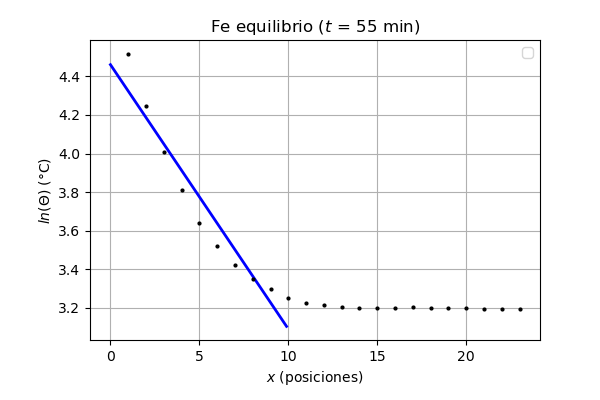 Fe equilibrio (t = 55 min)
4.4
4.2
4.0
3.8
3.6
3.4
3.2
ln(Θ) (°C)
0 5 10 15 20
x (posiciones)